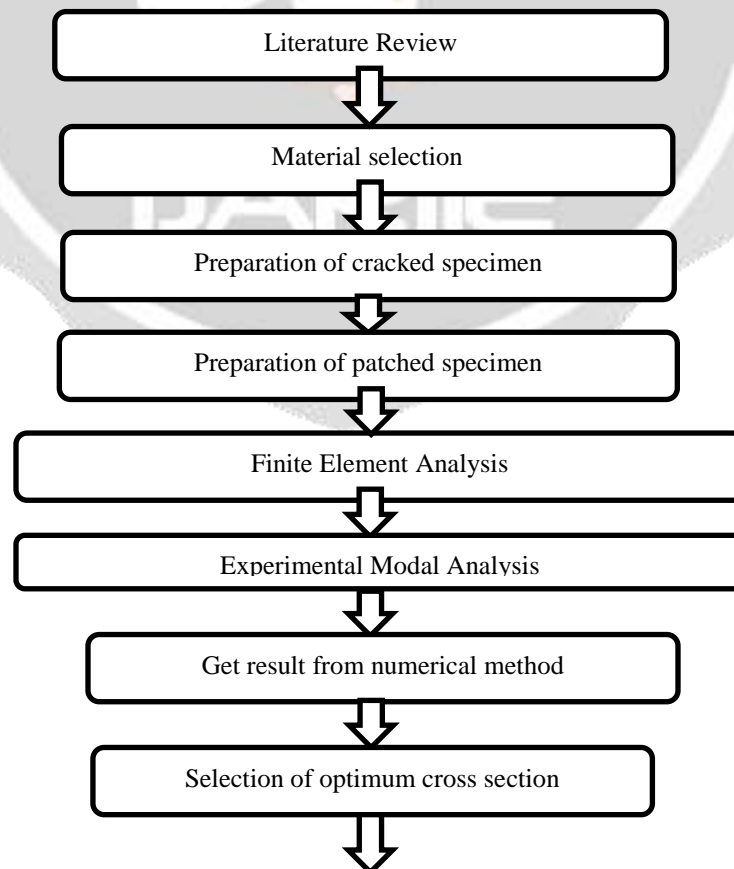 Literature Review
Material selection
IJARIIE
Preparation of cracked specimen
Preparation of patched specimen
Finite Element Analysis
Experimental Modal Analysis
Get result from numerical method
Selection of optimum cross section